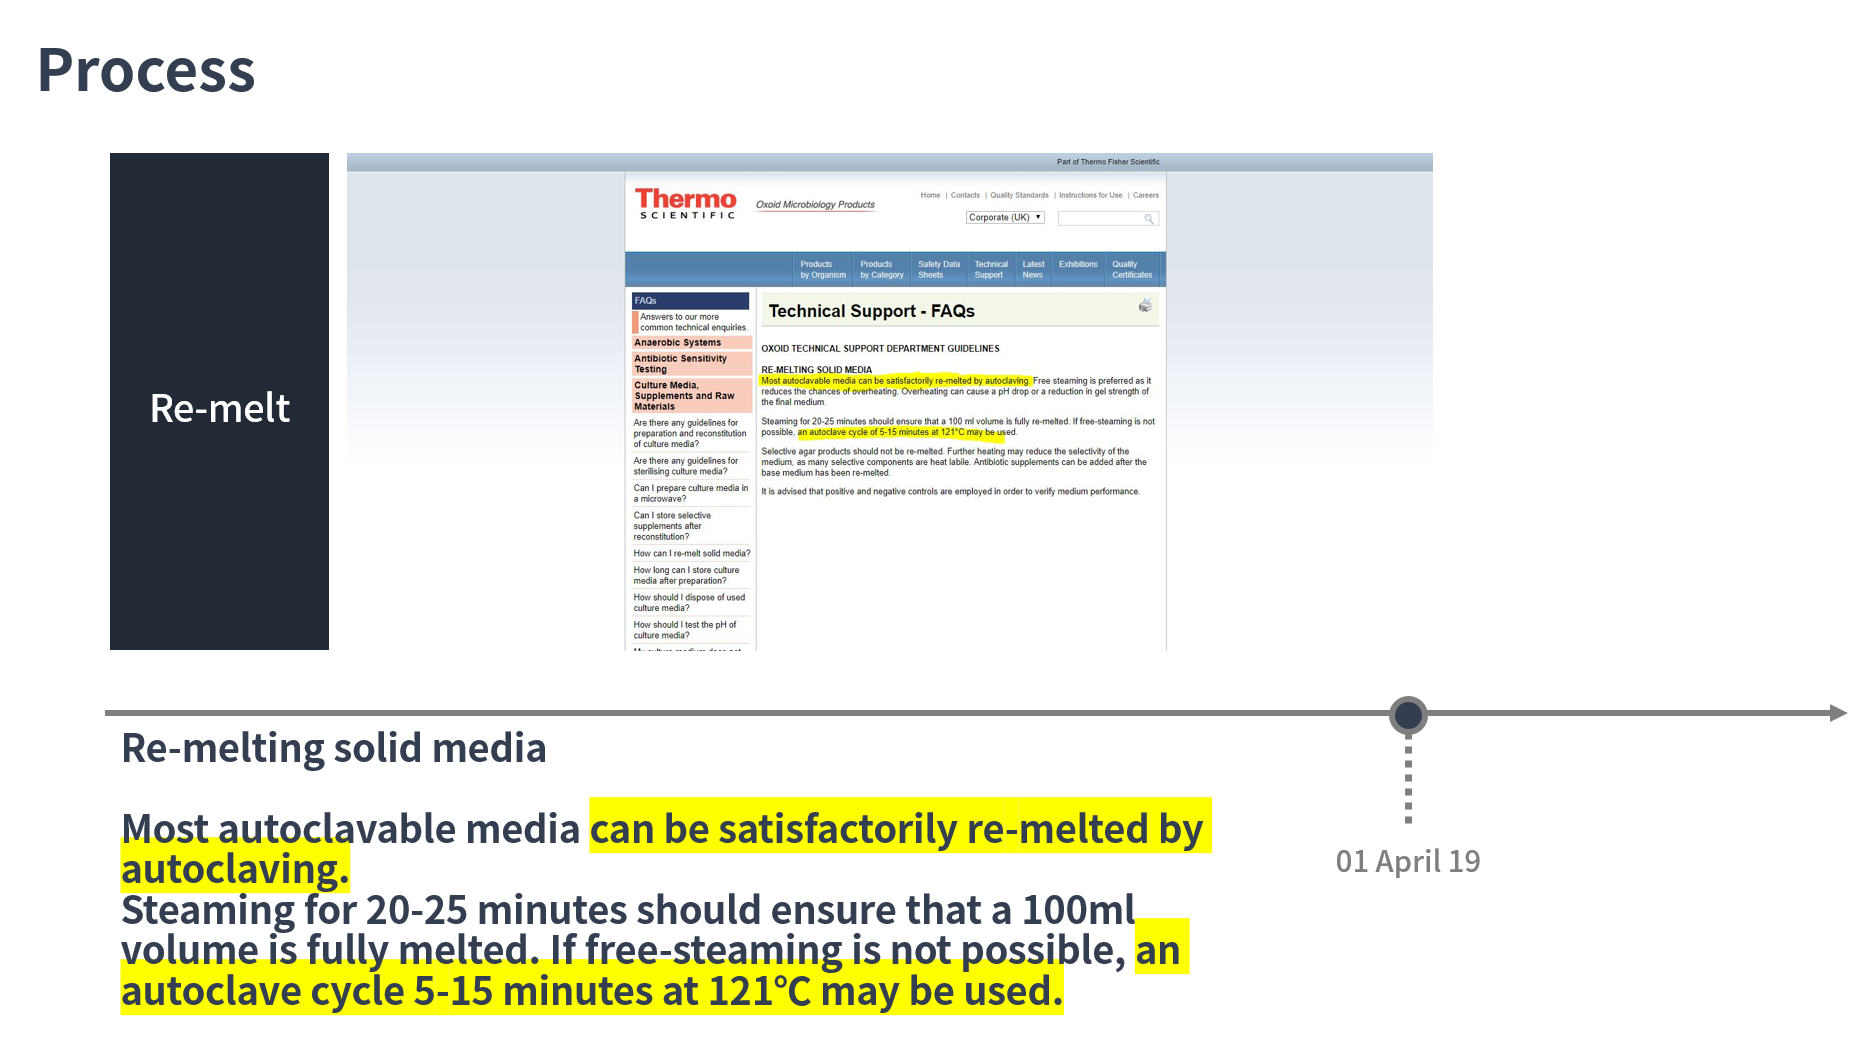 Process
Re-melt
Part of Thermo Fisher Scientific
Thermo
SCIENTIFIC
Oxoid Microbiology Products
Home | Contacts | Quality Standards | Instructions for Use | Careers
Corporate (UK)
Products by Organism
Products by Category
Safety Data Sheets
Technical Support
Latest News
Exhibitions
Quality Certificates
FAQs
Answers to our more
common technical enquiries.
Anaerobic Systems
Antibiotic Sensitivity
Testing
Culture Media,
Supplements and Raw
Materials
Are there any guidelines for
preparation and reconstitution
of culture media?
Are there any guidelines for
sterilising culture media?
Can I prepare culture media in
a microwave?
Can I store selective
supplements after
reconstitution?
How can I re-melt solid media?
How long can I store culture
media after preparation?
How should I dispose of used
culture media?
How should I test the pH of
culture media?
Technical Support - FAQs
OXOID TECHNICAL SUPPORT DEPARTMENT GUIDELINES
RE-MELTING SOLID MEDIA
Most autoclavable media can be satisfactorily re-melted by autoclaving. Free steaming is preferred as it
reduces the chances of overheating. Overheating can cause a pH drop or a reduction in gel strength of
the final medium.
Steaming for 20-25 minutes should ensure that a 100 ml volume is fully re-melted. If free-steaming is not
possible, an autoclave cycle of 5-15 minutes at 121°C may be used.
Selective agar products should not be re-melted. Further heating may reduce the selectivity of the
medium, as many selective components are heat labile. Antibiotic supplements can be added after the
base medium has been re-melted.
It is advised that positive and negative controls are employed in order to verify medium performance.
Re-melting solid media
Most autoclavable media can be satisfactorily re-melted by
autoclaving.
Steaming for 20-25 minutes should ensure that a 100ml
volume is fully melted. If free-steaming is not possible, an
autoclave cycle 5-15 minutes at 121°C may be used.
01 April 19